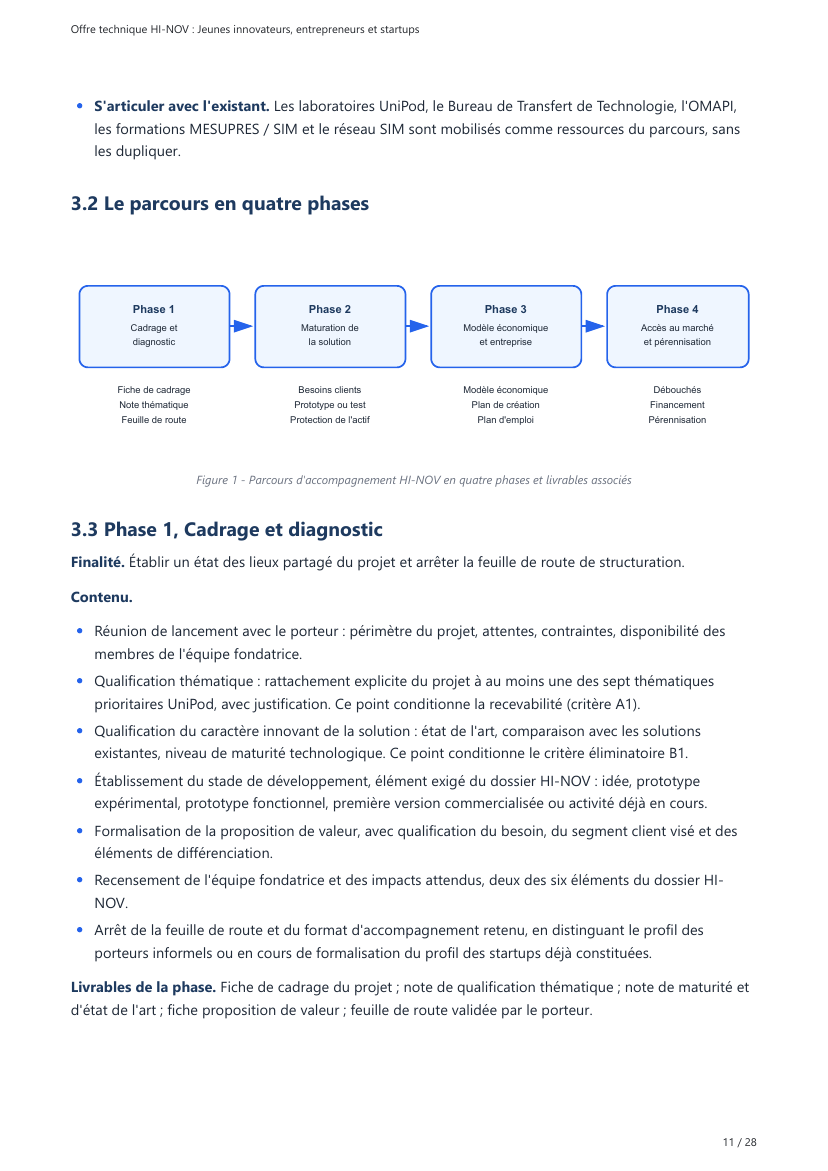 Offre technique HI-NOV : Jeunes innovateurs, entrepreneurs et startups
• S'articuler avec l'existant. Les laboratoires UniPod, le Bureau de Transfert de Technologie, l'OMAPI,
les formations MESUPRES / SIM et le réseau SIM sont mobilisés comme ressources du parcours, sans
les dupliquer.
3.2 Le parcours en quatre phases
Phase 1
Cadrage et
diagnostic
Phase 2
Maturation de
la solution
Phase 3
Modèle économique
et entreprise
Phase 4
Accès au marché
et pérennisation
Fiche de cadrage
Note thématique
Feuille de route
Besoins clients
Prototype ou test
Protection de l'actif
Modèle économique
Plan de création
Plan d'emploi
Débouchés
Financement
Pérennisation
Figure 1 - Parcours d'accompagnement HI-NOV en quatre phases et livrables associés
3.3 Phase 1, Cadrage et diagnostic
Finalité. Établir un état des lieux partagé du projet et arrêter la feuille de route de structuration.
Contenu.
• Réunion de lancement avec le porteur : périmètre du projet, attentes, contraintes, disponibilité des
membres de l'équipe fondatrice.
• Qualification thématique : rattachement explicite du projet à au moins une des sept thématiques
prioritaires UniPod, avec justification. Ce point conditionne la recevabilité (critère A1).
• Qualification du caractère innovant de la solution : état de l'art, comparaison avec les solutions
existantes, niveau de maturité technologique. Ce point conditionne le critère éliminatoire B1.
• Établissement du stade de développement, élément exigé du dossier HI-NOV : idée, prototype
expérimental, prototype fonctionnel, première version commercialisée ou activité déjà en cours.
• Formalisation de la proposition de valeur, avec qualification du besoin, du segment client visé et des
éléments de différenciation.
• Recensement de l'équipe fondatrice et des impacts attendus, deux des six éléments du dossier HI-
NOV.
• Arrêt de la feuille de route et du format d'accompagnement retenu, en distinguant le profil des
porteurs informels ou en cours de formalisation du profil des startups déjà constituées.
Livrables de la phase. Fiche de cadrage du projet ; note de qualification thématique ; note de maturité et
d'état de l'art ; fiche proposition de valeur ; feuille de route validée par le porteur.
11 / 28